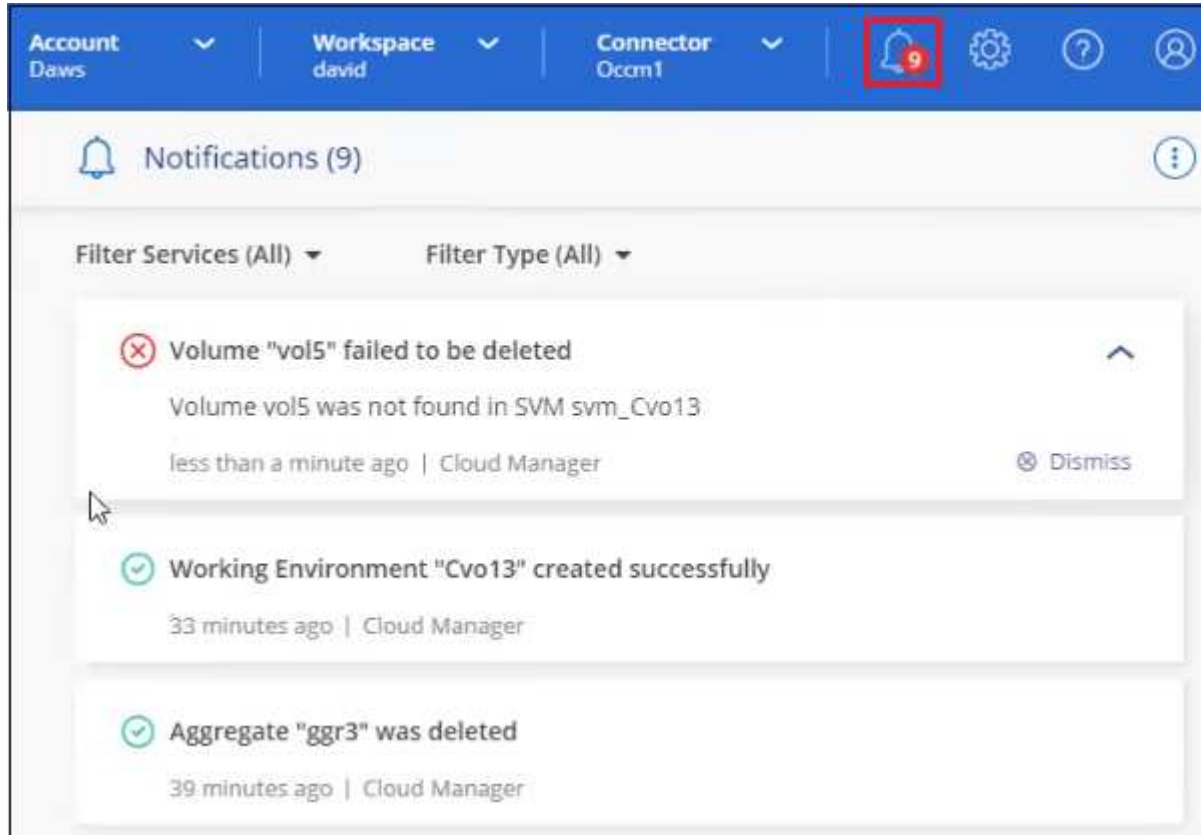 Account Workspace Connector
Daws david Occm1
9
?
Notifications (9)
Filter Services (All) Filter Type (All)
Volume "vol5" failed to be deleted
Volume vol5 was not found in SVM svm_Cvo13
less than a minute ago | Cloud Manager Dismiss
Working Environment "Cvo13" created successfully
33 minutes ago | Cloud Manager
Aggregate "ggr3" was deleted
39 minutes ago | Cloud Manager